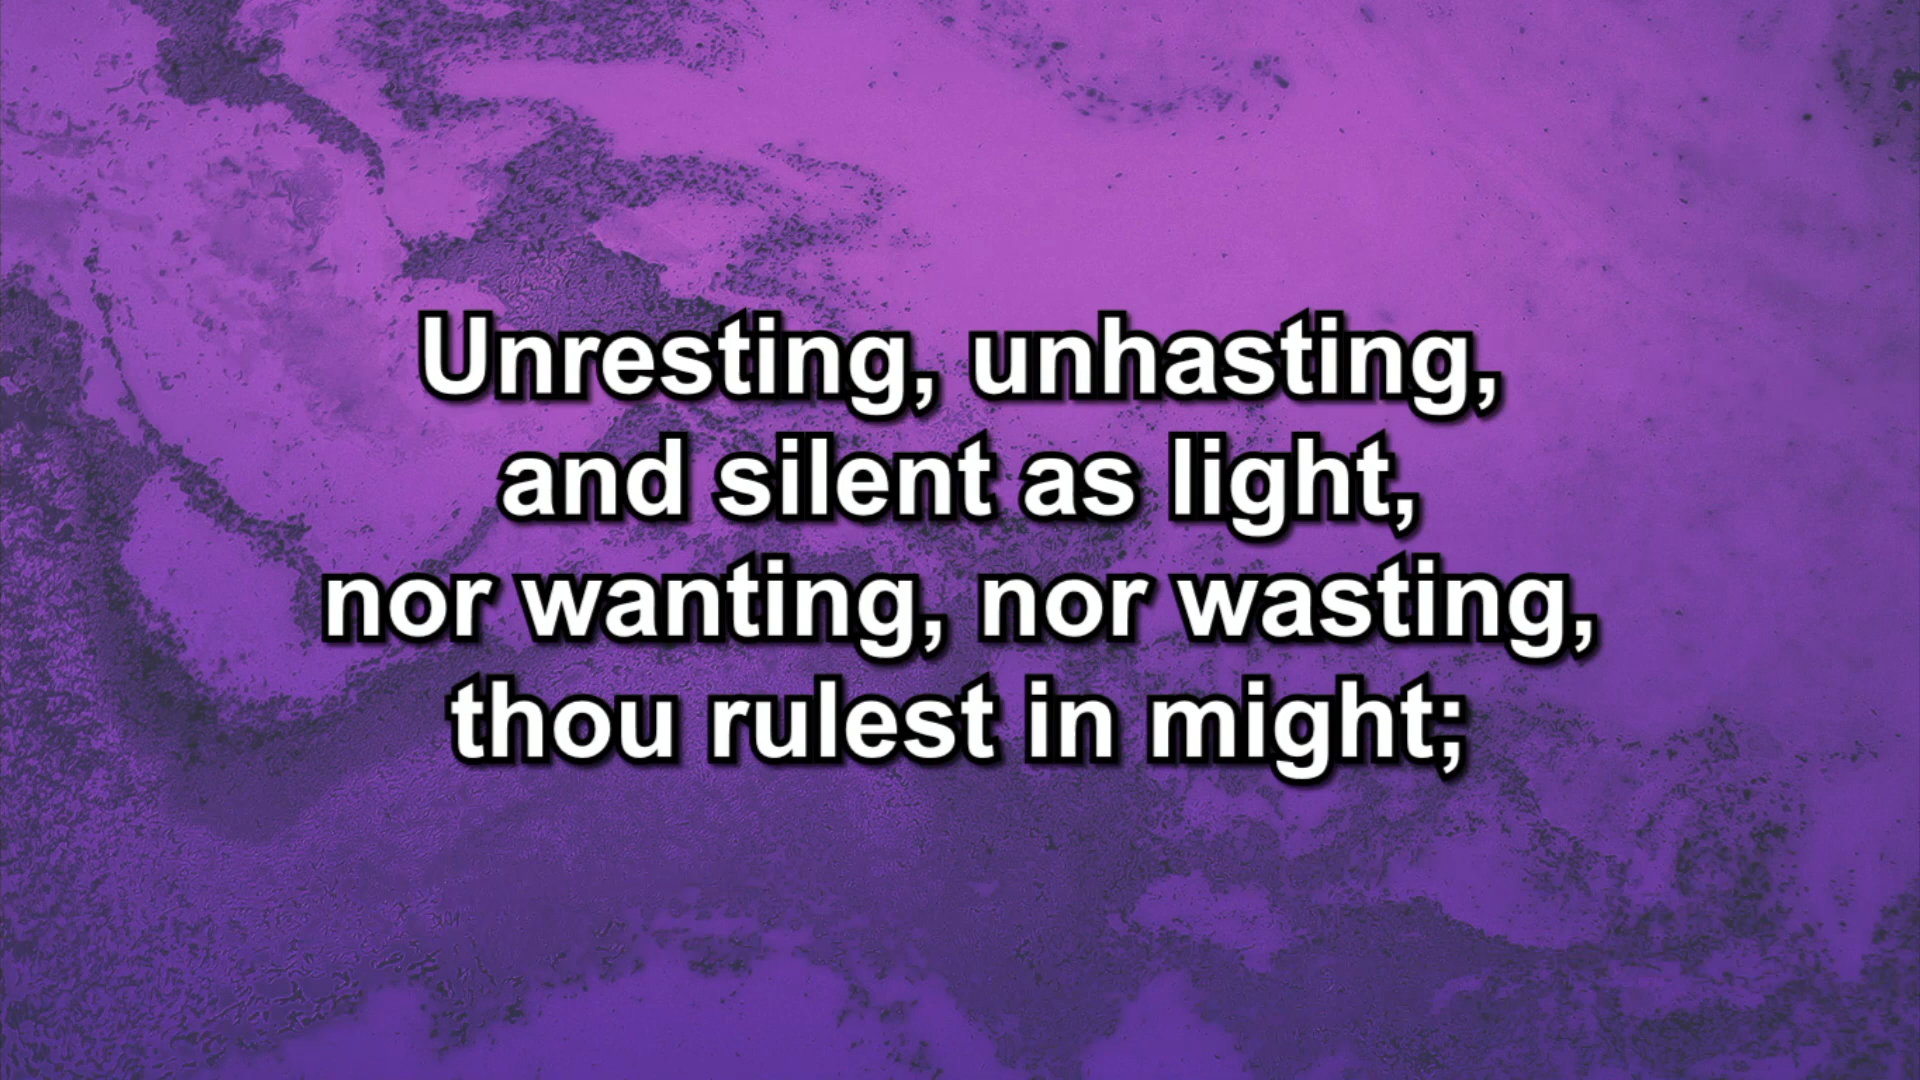 Unresting, unhasting,
and silent as light,
nor wanting, nor wasting,
thou rulest in might;